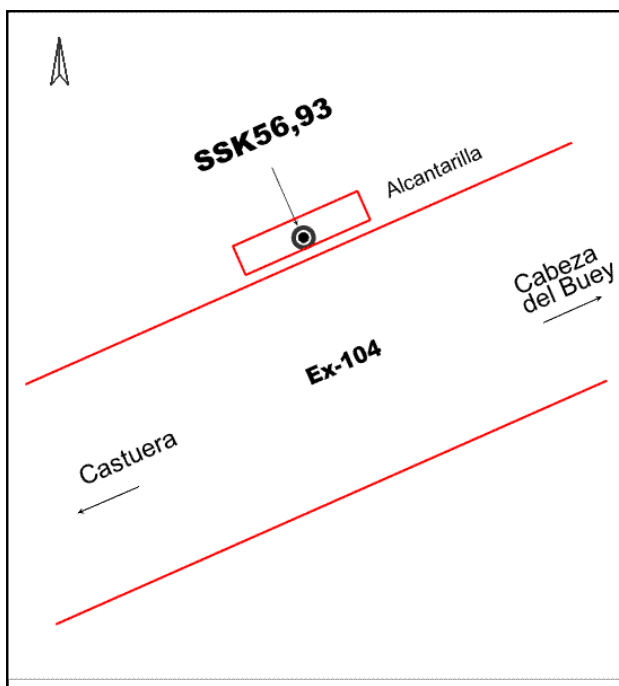 SSK56,93
Alcantarilla
Cabeza
del Buey
Ex-104
Castuera